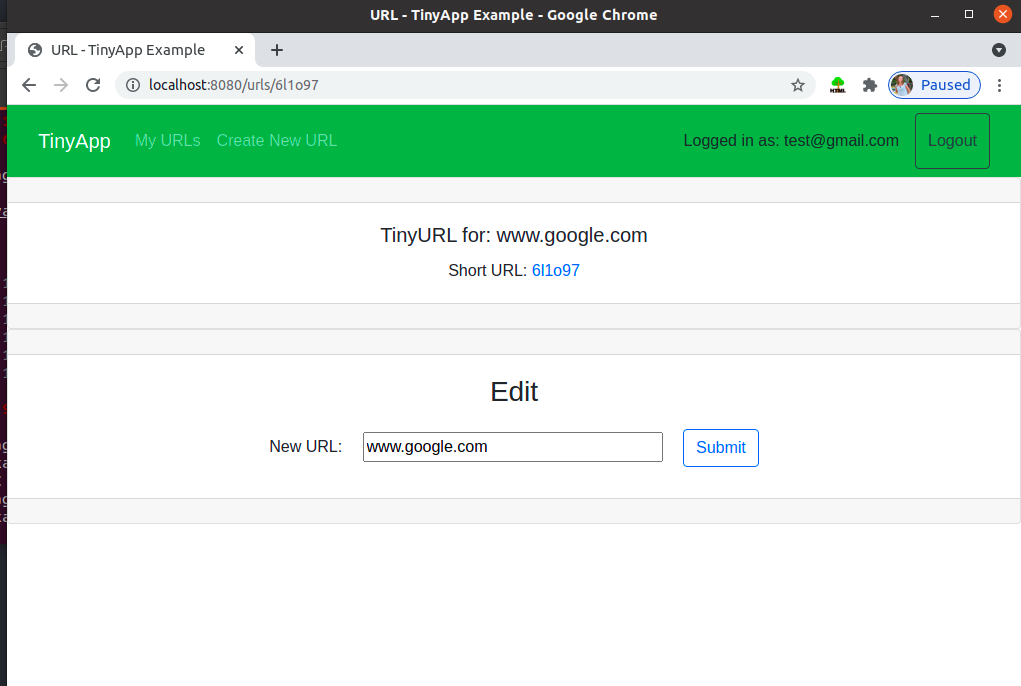 URL - TinyApp Example - Google Chrome
URL - TinyApp Example
localhost:8080/urls/6l1o97
HTML
Paused
TinyApp My URLs Create New URL Logged in as: test@gmail.com Logout
TinyURL for: www.google.com
Short URL: 6l1o97
Edit
New URL: www.google.com Submit